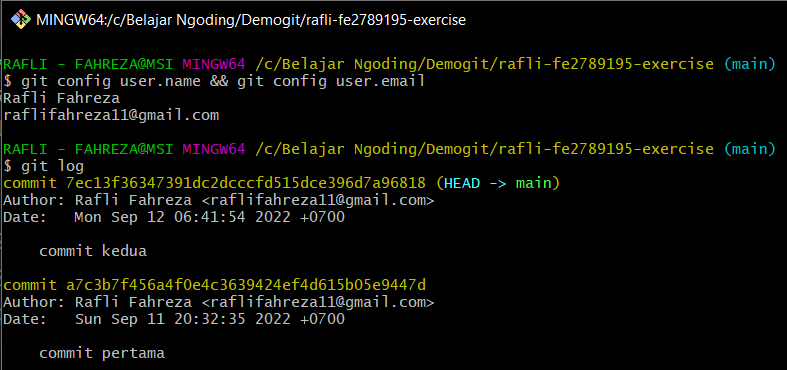 MINGW64:/c/Belajar Ngoding/Demogit/rafli-fe2789195-exercise
RAFLI - FAHREZA@MSI MINGW64 /c/Belajar Ngoding/Demogit/rafli-fe2789195-exercise (main)
$ git config user.name && git config user.email
Rafli Fahreza
raflifahreza11@gmail.com
RAFLI - FAHREZA@MSI MINGW64 /c/Belajar Ngoding/Demogit/rafli-fe2789195-exercise (main)
$ git log
commit 7ec13f36347391dc2dcccfd515dce396d7a96818 (HEAD -> main)
Author: Rafli Fahreza <raflifahreza11@gmail.com>
Date:   Mon Sep 12 06:41:54 2022 +0700
commit kedua
commit a7c3b7f456a4f0e4c3639424ef4d615b05e9447d
Author: Rafli Fahreza <raflifahreza11@gmail.com>
Date:   Sun Sep 11 20:32:35 2022 +0700
commit pertama